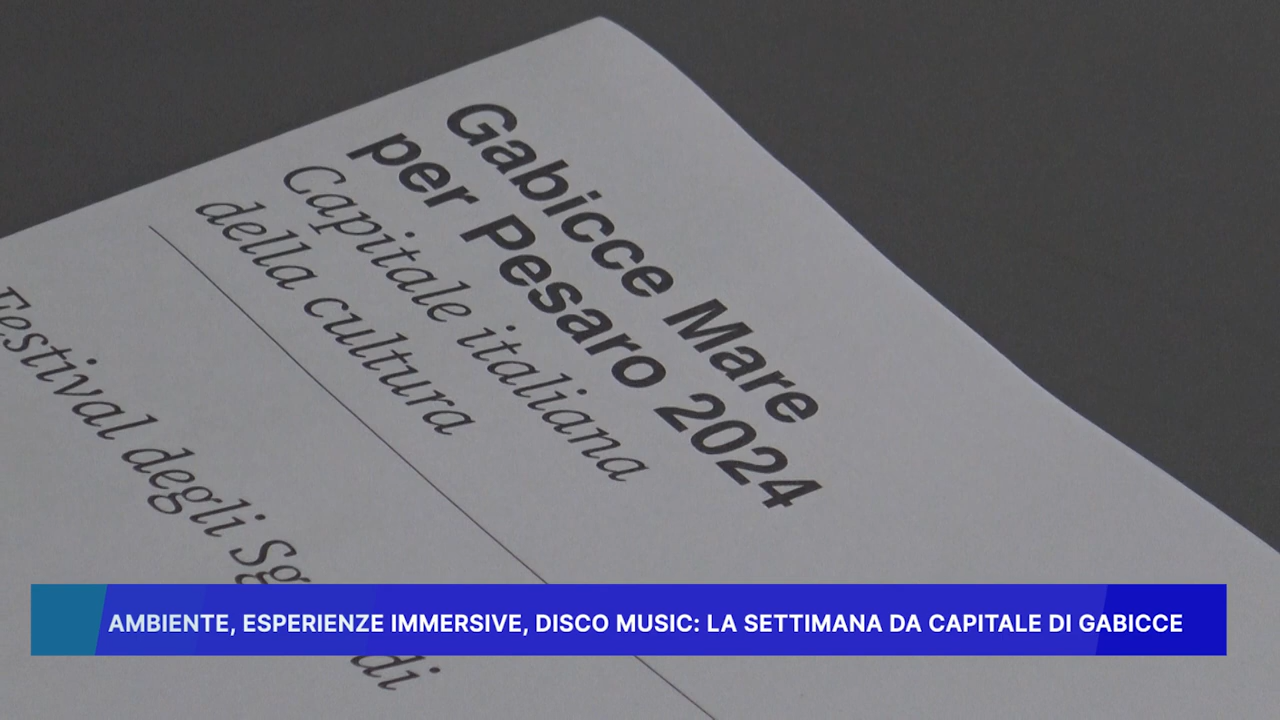 Gabicce Mare
per Pesaro 2024
Capitale italiana
della cultura
Festival degli
AMBIENTE, ESPERIENZE IMMERSIVE, DISCO MUSIC: LA SETTIMANA DA CAPITALE DI GABICCE